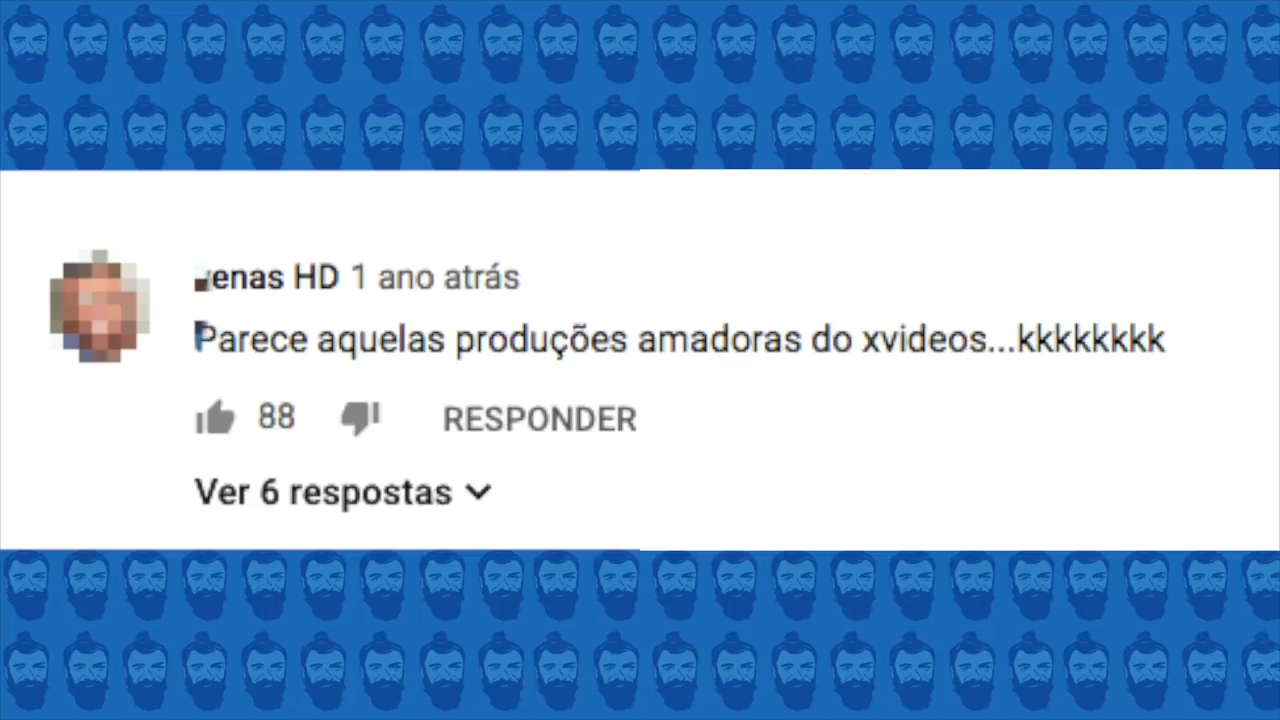 enas HD 1 ano atrás
Parece aquelas produções amadoras do xvideos...kkkkkkkk
88 RESPONDER
Ver 6 respostas